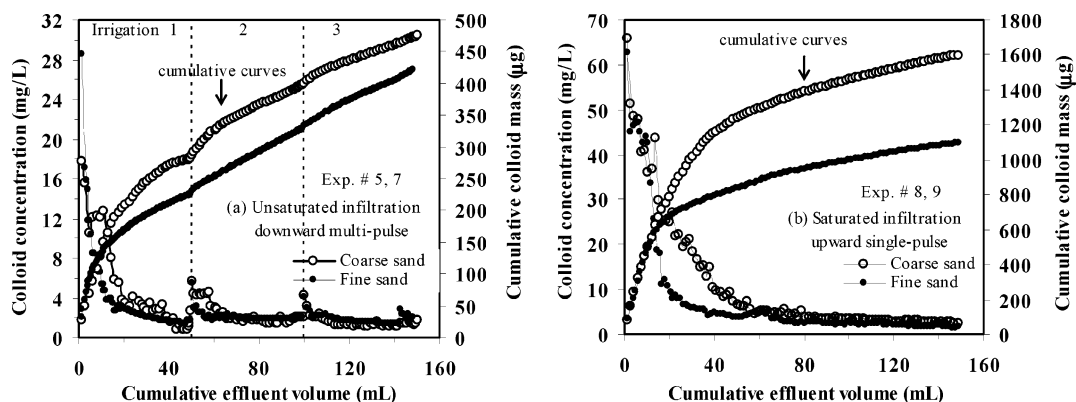 32
28
24
20
16
12
8
4
0
Colloid concentration (mg/L)
Irrigation 1
2
3
cumulative curves
Exp. # 5, 7
(a) Unsaturated infiltration
downward multi-pulse
Coarse sand
Fine sand
500
450
400
350
300
250
200
150
100
50
0
Cumulative colloid mass (µg)
0
40
80
120
160
Cumulative effluent volume (mL)
70
60
50
40
30
20
10
0
Colloid concentration (mg/L)
cumulative curves
Exp. # 8, 9
(b) Saturated infiltration
upward single-pulse
Coarse sand
Fine sand
1800
1600
1400
1200
1000
800
600
400
200
0
Cumulative colloid mass (µg)
0
40
80
120
160
Cumulative effluent volume (mL)